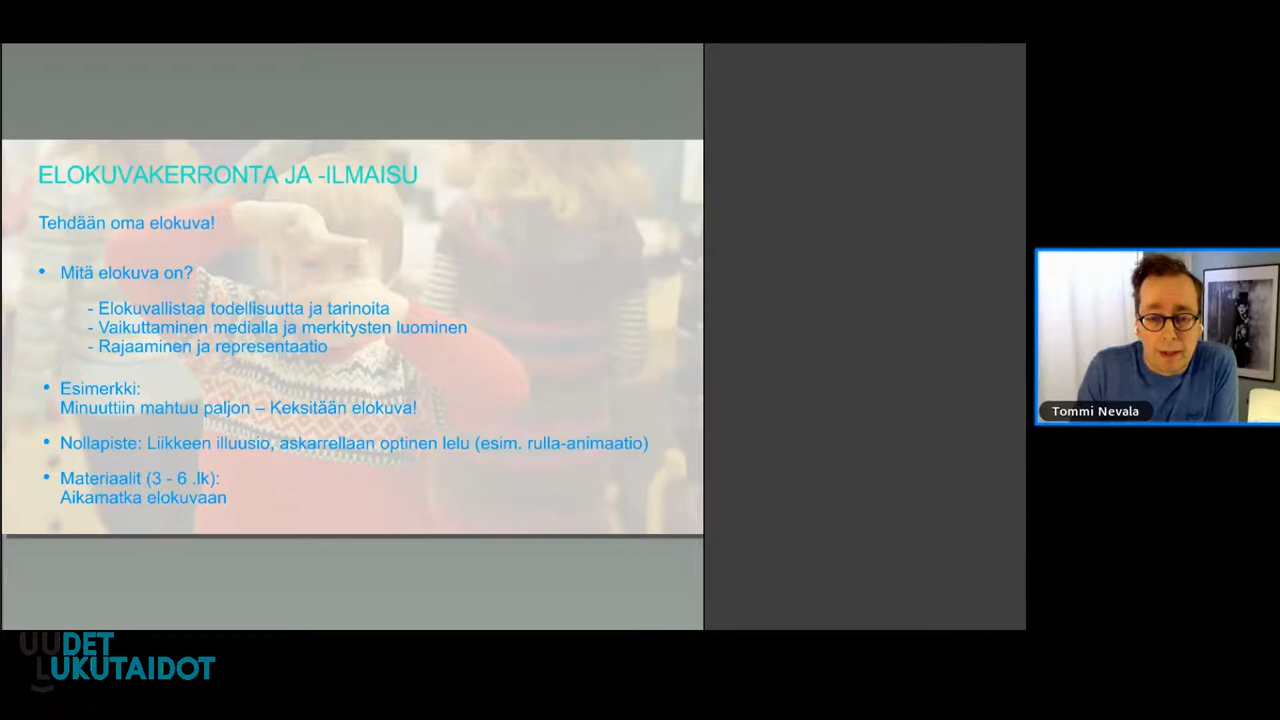 ELOKUVAKERRONTA JA -ILMAISU
Tehdään oma elokuva!
• Mitä elokuva on?
- Elokuvallistaa todellisuutta ja tarinoita
- Vaikuttaminen medialla ja merkitysten luominen
- Rajaaminen ja representaatio
• Esimerkki:
Minuuttiin mahtuu paljon – Keksitään elokuva!
• Nollapiste: Liikkeen illuusio, askarrellaan optinen lelu (esim. rulla-animaatio)
• Materiaalit (3 - 6 .lk):
Aikamatka elokuvaan
Tommi Nevala
UUDET
LUKUTAIDOT